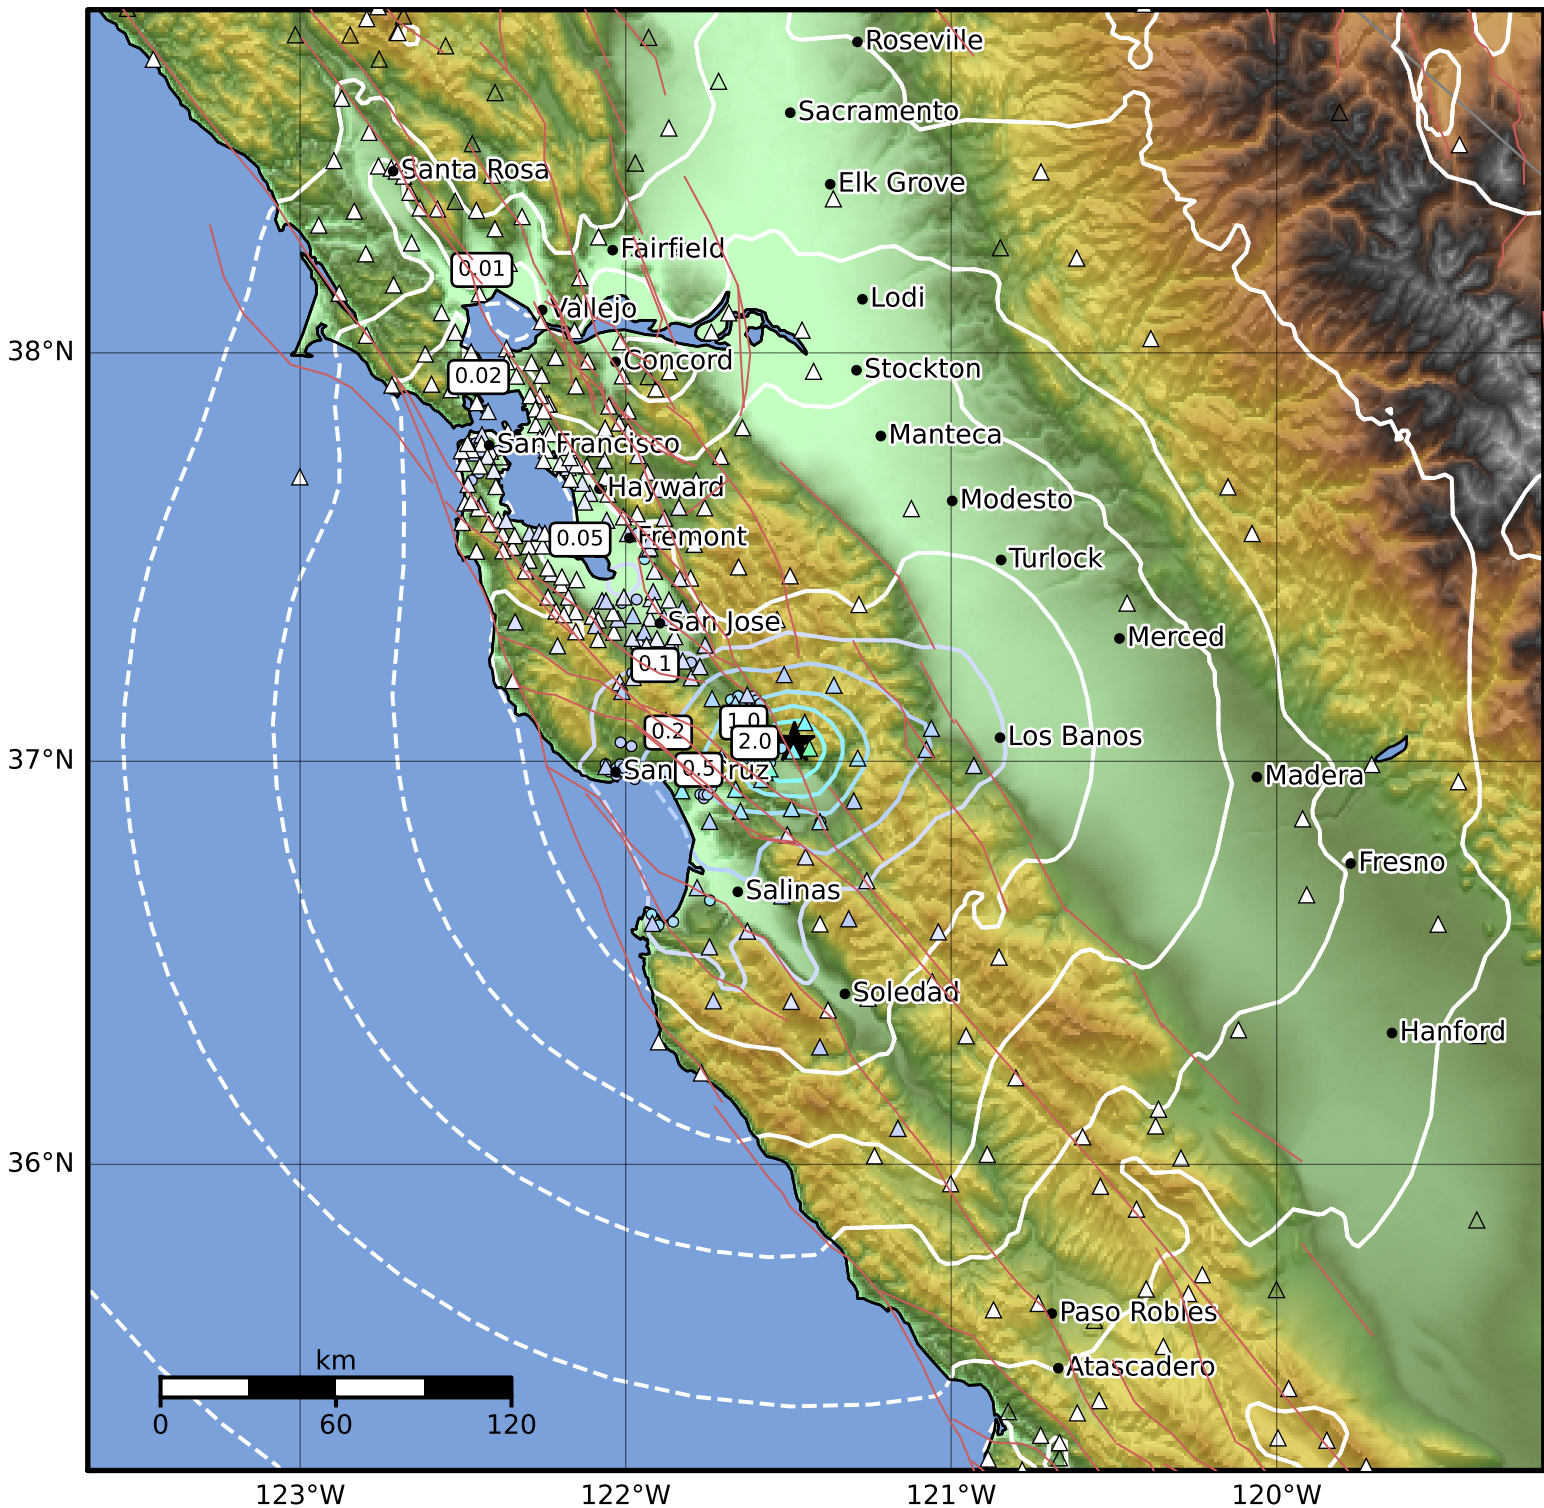 Roseville
Sacramento
Santa Rosa
Elk Grove
Fairfield
0.01
Lodi
Vallejo
38°N
Concord
Stockton
0.02
Manteca
San Francisco
Hayward
Modesto
0.05
Fremont
Turlock
San Jose
Merced
0.1
1.0
0.2
2.0
Los Banos
37°N
San
0.5
ruz
Madera
Fresno
Salinas
Soledad
Hanford
36°N
Paso Robles
km
Atascadero
0 60 120
123°W 122°W 121°W 120°W